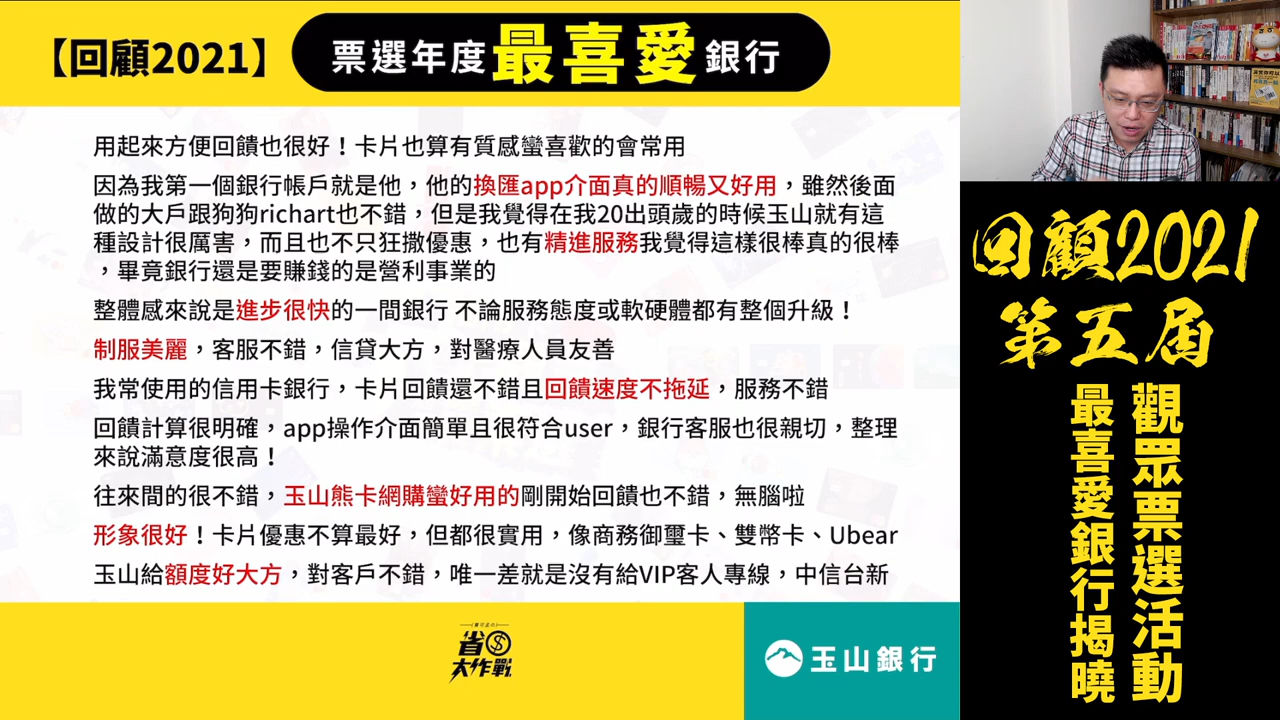 【回顧2021】
票選年度最喜愛銀行
用起來方便回饋也很好！卡片也算有質感蠻喜歡的會常用
因為我第一個銀行帳戶就是他，他的換匯app介面真的順暢又好用，雖然後面
做的大戶跟狗狗richart也不錯，但是我覺得在我20出頭歲的時候玉山就有這
種設計很厲害，而且也不只狂撒優惠，也有精進服務我覺得這樣很棒真的很棒
，畢竟銀行還是要賺錢的是營利事業的
整體感來說是進步很快的一間銀行 不論服務態度或軟硬體都有整個升級！
制服美麗，客服不錯，信貸大方，對醫療人員友善
我常使用的信用卡銀行，卡片回饋還不錯且回饋速度不拖延，服務不錯
回饋計算很明確，app操作介面簡單且很符合user，銀行客服也很親切，整理
來說滿意度很高！
往來間的很不錯，玉山熊卡網購蠻好用的剛開始回饋也不錯，無腦啦
形象很好！卡片優惠不算最好，但都很實用，像商務御璽卡、雙幣卡、Ubear
玉山給額度好大方，對客戶不錯，唯一差就是沒有給VIP客人專線，中信台新
寶可孟の
省$
大作戰
玉山銀行
回顧2021
第五屆
觀眾票選活動
最喜愛銀行揭曉